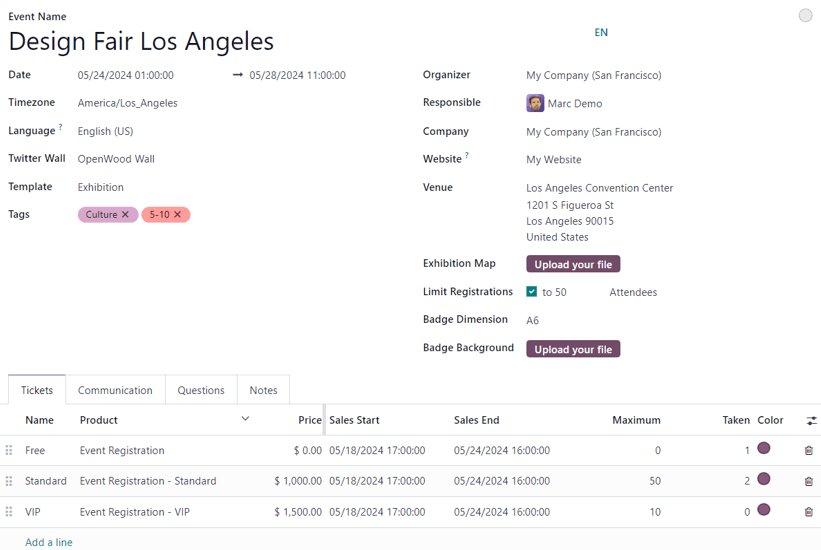 Event Name
Design Fair Los Angeles
EN
Date 05/24/2024 01:00:00 → 05/28/2024 11:00:00
Timezone America/Los_Angeles
Language ? English (US)
Twitter Wall OpenWood Wall
Template Exhibition
Tags Culture ✕ 5-10 ✕
Organizer My Company (San Francisco)
Responsible Marc Demo
Company My Company (San Francisco)
Website ? My Website
Venue Los Angeles Convention Center
1201 S Figueroa St
Los Angeles 90015
United States
Exhibition Map Upload your file
Limit Registrations to 50 Attendees
Badge Dimension A6
Badge Background Upload your file
Tickets Communication Questions Notes
Name Product Price Sales Start Sales End Maximum Taken Color
Free Event Registration $ 0.00 05/18/2024 17:00:00 05/24/2024 16:00:00 0 1
Standard Event Registration - Standard $ 1,000.00 05/18/2024 17:00:00 05/24/2024 16:00:00 50 2
VIP Event Registration - VIP $ 1,500.00 05/18/2024 17:00:00 05/24/2024 16:00:00 10 0
Add a line